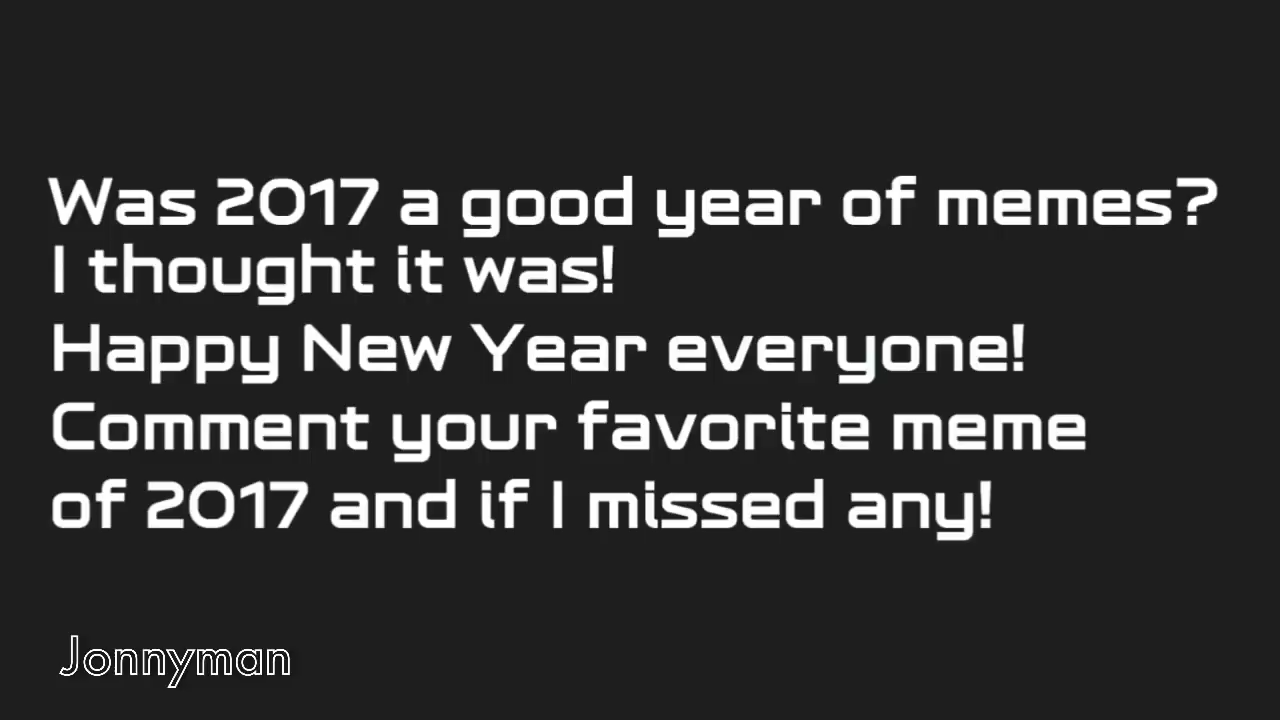 Was 2017 a good year of memes?
I thought it was!
Happy New Year everyone!
Comment your favorite meme
of 2017 and if I missed any!
Jonnyman